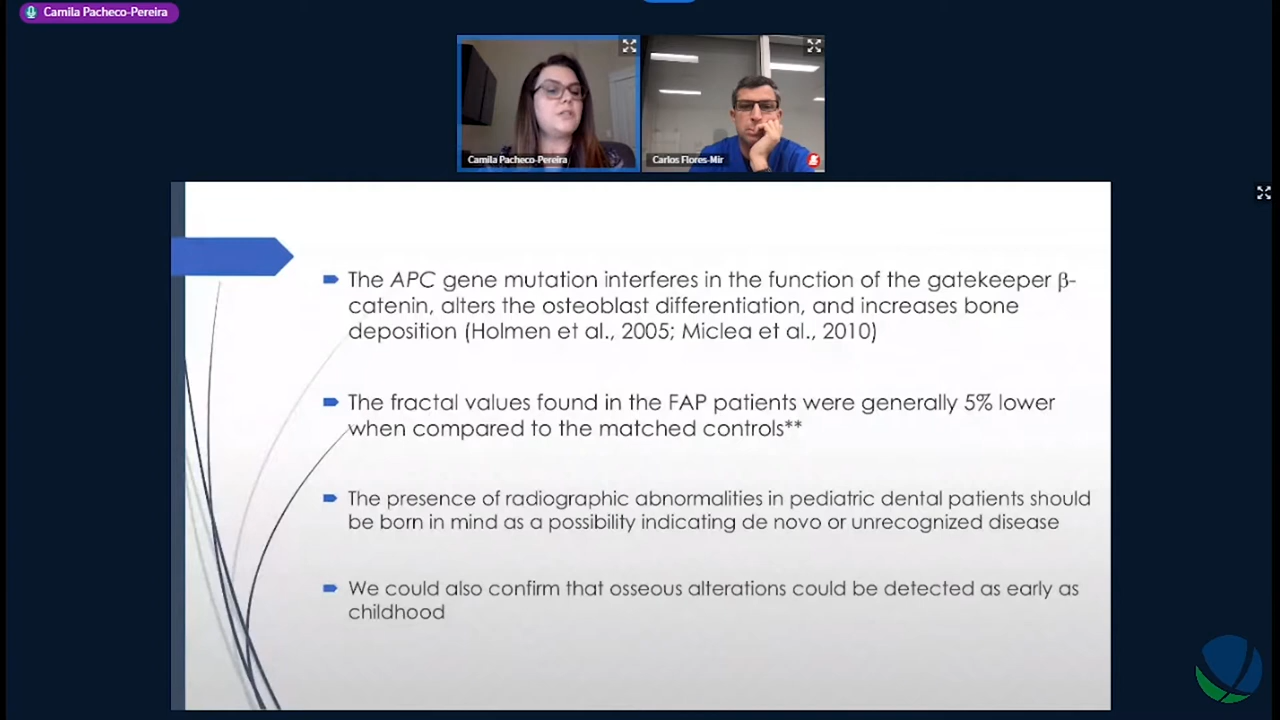 Camila Pacheco-Pereira
Camila Pacheco-Pereira
Carlos Flores-Mir
The APC gene mutation interferes in the function of the gatekeeper β-
catenin, alters the osteoblast differentiation, and increases bone
deposition (Holmen et al., 2005; Miclea et al., 2010)
The fractal values found in the FAP patients were generally 5% lower
when compared to the matched controls**
The presence of radiographic abnormalities in pediatric dental patients should
be born in mind as a possibility indicating de novo or unrecognized disease
We could also confirm that osseous alterations could be detected as early as
childhood